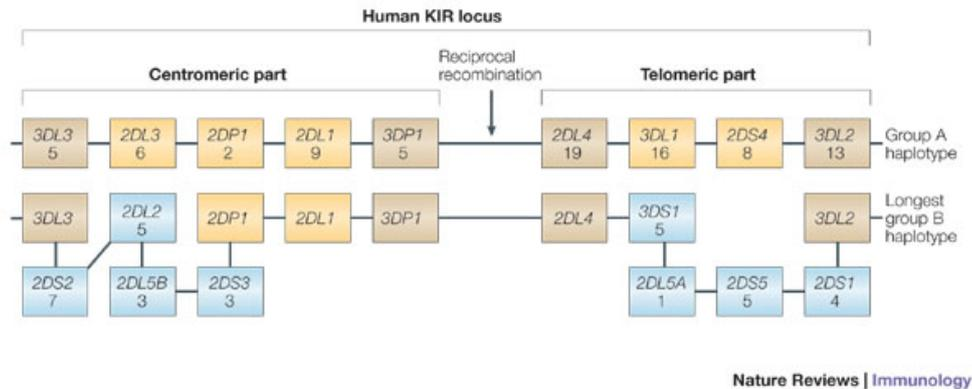 Human KIR locus
Reciprocal
recombination
Centromeric part
Telomeric part
3DL3 2DL3 2DP1 2DL1 3DP1 2DL4 3DL1 2DS4 3DL2 Group A
5 6 2 9 5 19 16 8 13 haplotype
3DL3 2DL2 2DP1 2DL1 3DP1 2DL4 3DS1 3DL2 Longest
5 5 group B
haplotype
2DS2 2DL5B 2DS3 2DL5A 2DS5 2DS1
7 3 3 1 5 4
Nature Reviews | Immunology